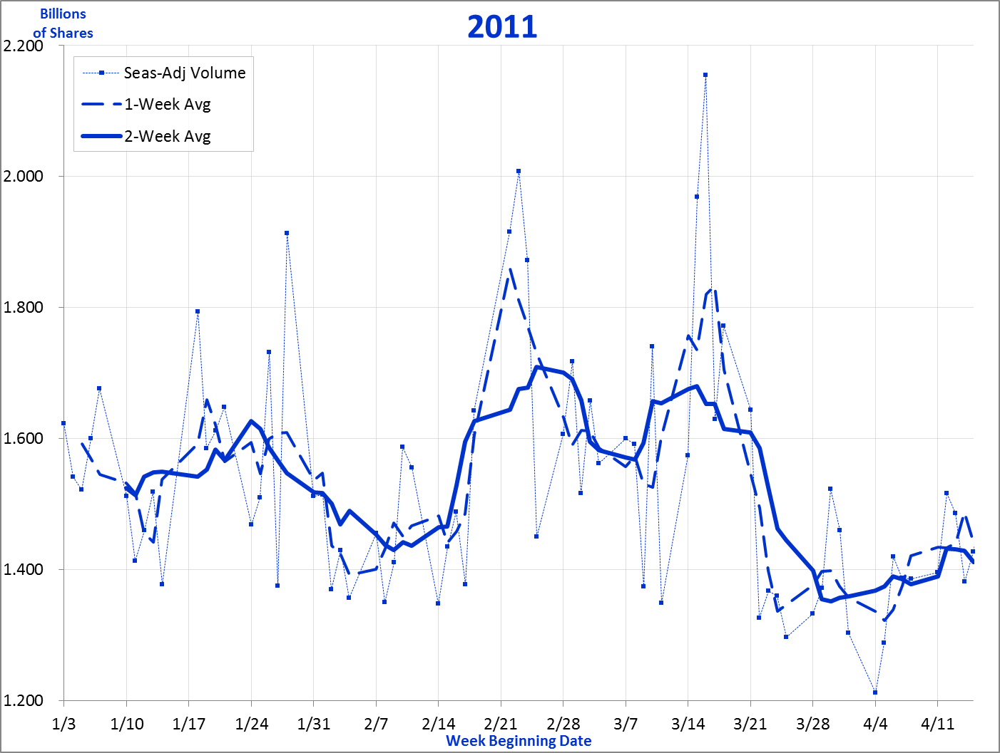 Billions
of Shares
2011
2.200
Seas-Adj Volume
1-Week Avg
2-Week Avg
2.000
1.800
1.600
1.400
1.200
1/3 1/10 1/17 1/24 1/31 2/7 2/14 2/21 2/28 3/7 3/14 3/21 3/28 4/4 4/11
Week Beginning Date